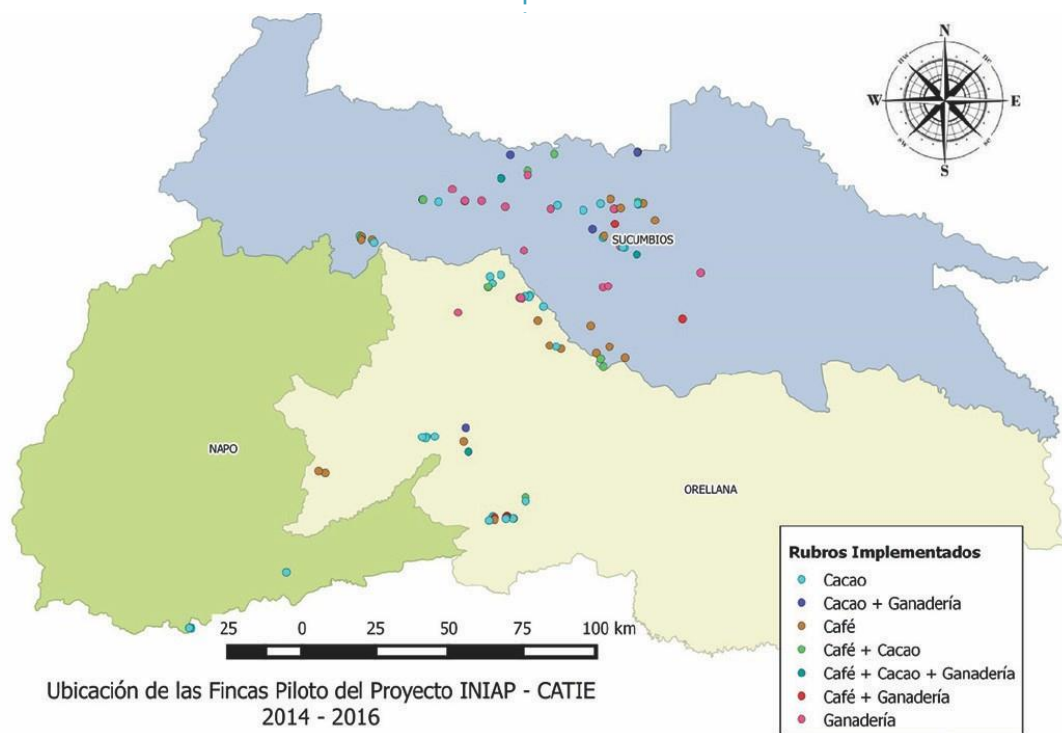 N
W
E
S
SUCUMBIOS
NAPO
ORELLANA
Rubros Implementados
Cacao
Cacao + Ganadería
Café
Café + Cacao
Café + Cacao + Ganadería
Café + Ganadería
Ganadería
25 0 25 50 75 100 km
Ubicación de las Fincas Piloto del Proyecto INIAP - CATIE
2014 - 2016